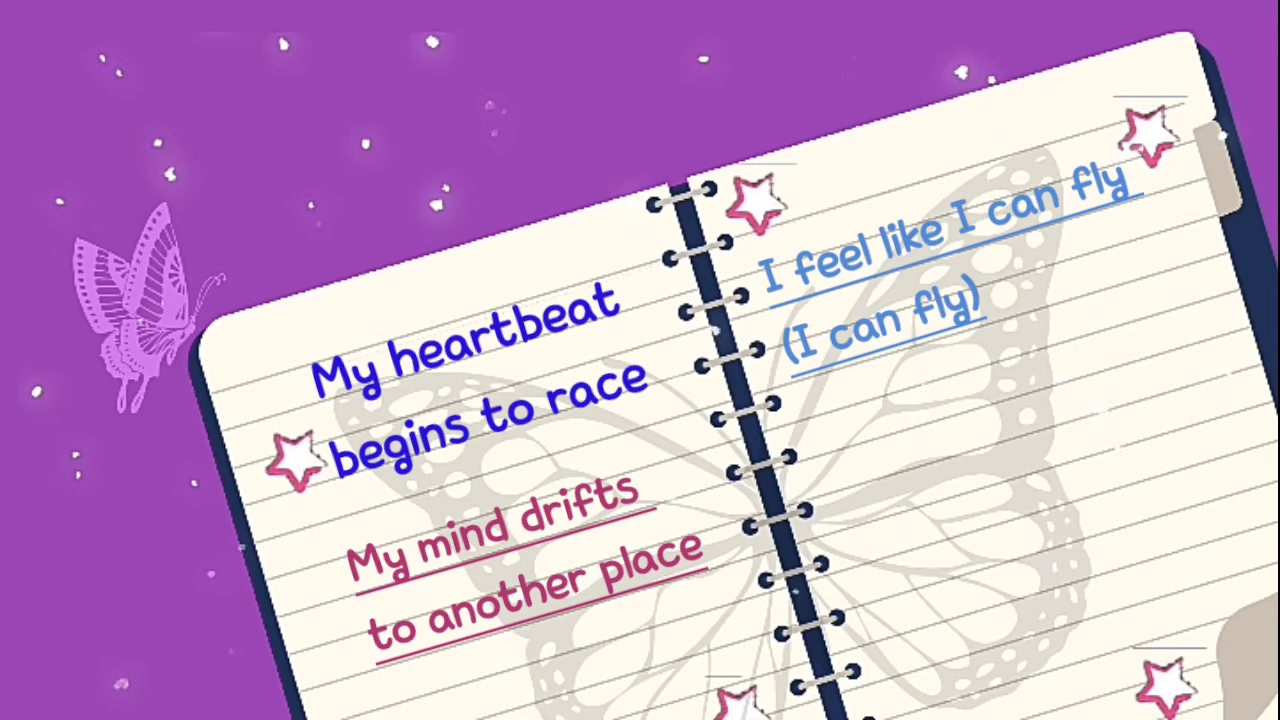 My heartbeat
begins to race
My mind drifts
to another place
I feel like I can fly
(I can fly)